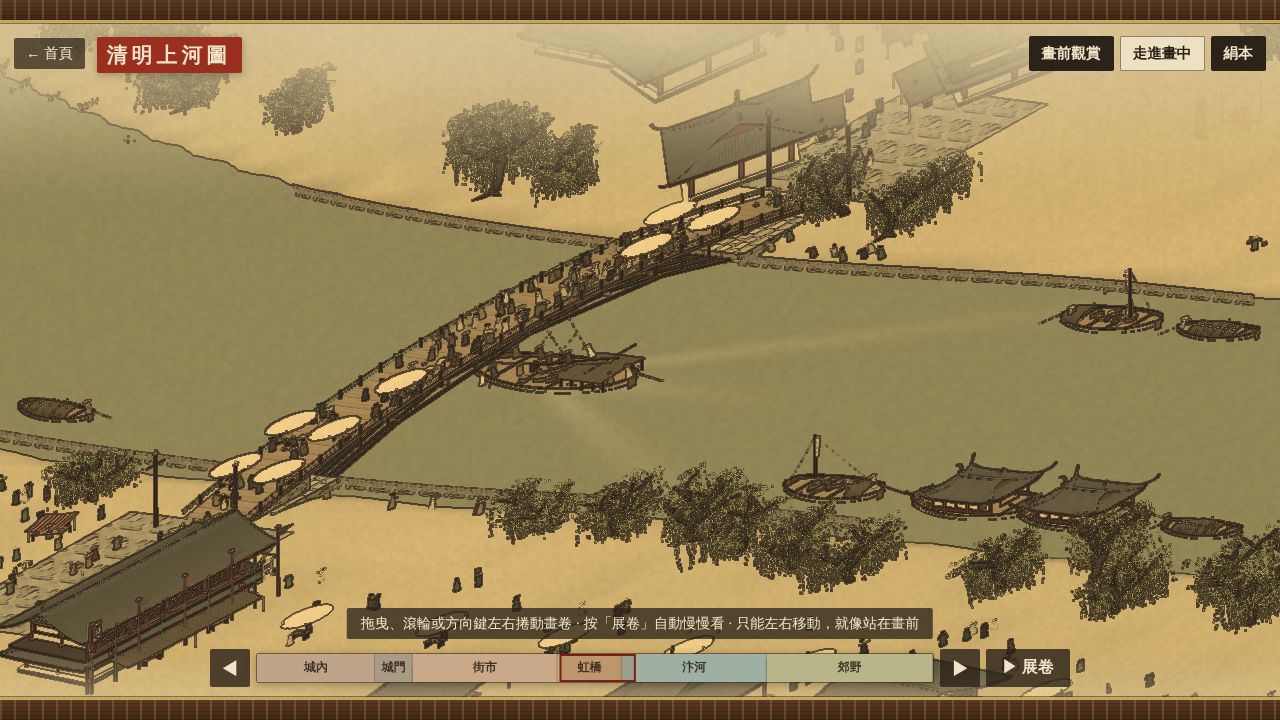 ← 首頁
清明上河圖
畫前觀賞
走進畫中
絹本
拖曳、滾輪或方向鍵左右捲動畫卷 · 按「展卷」自動慢慢看 · 只能左右移動，就像站在畫前
◀
城內
城門
街市
虹橋
汴河
郊野
▶
▶ 展卷